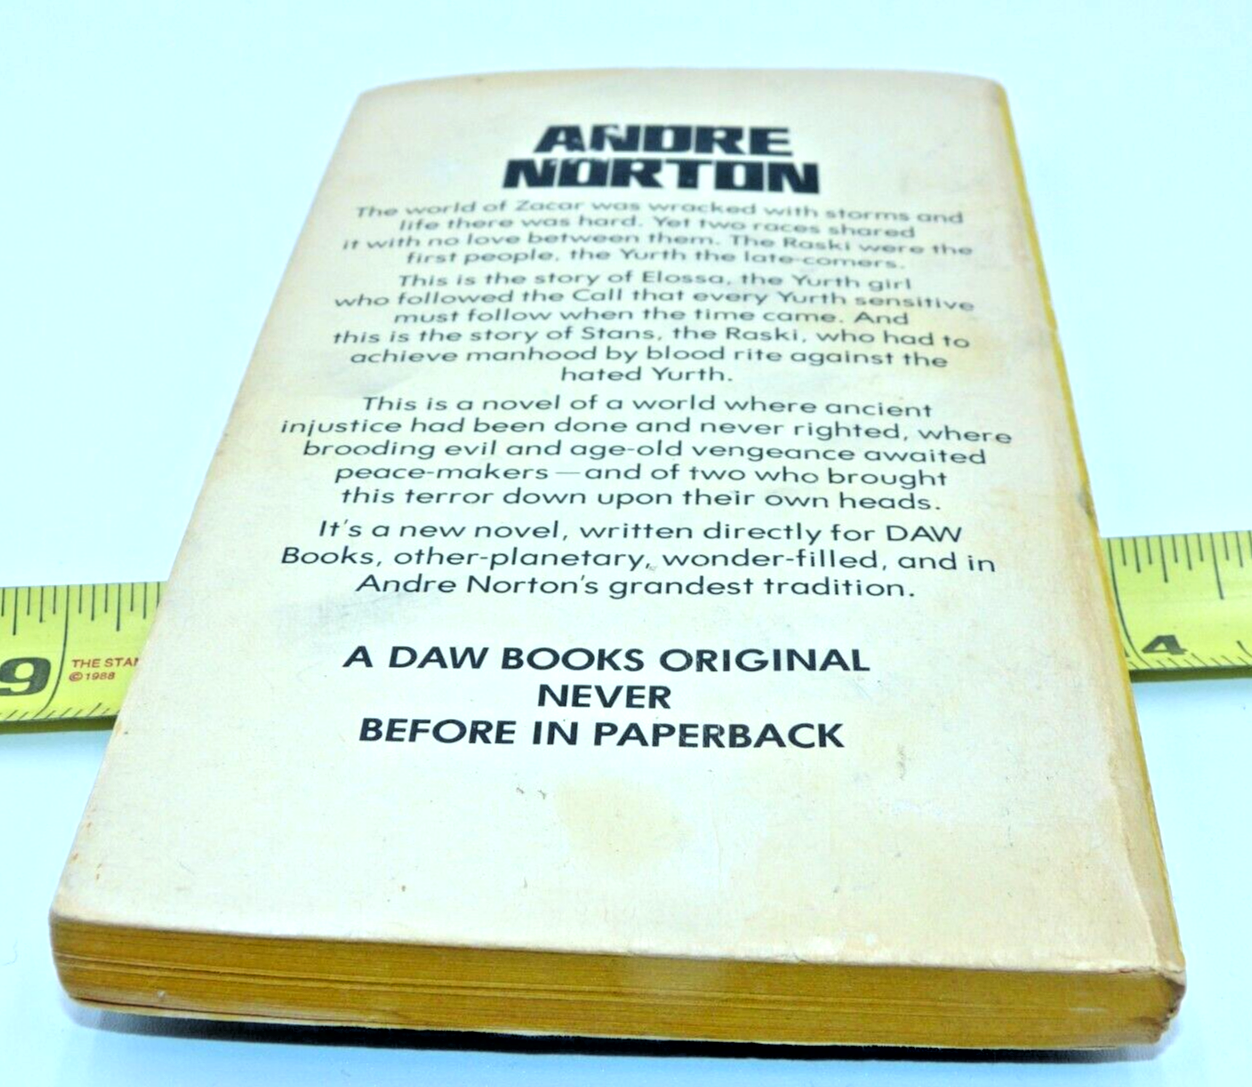 ANDRE
NORTON
The world of Zacar was wracked with storms and
life there was hard. Yet two races shared
it with no love between them. The Raski were the
first people, the Yurth the late-comers.
This is the story of Elossa, the Yurth girl
who followed the Call that every Yurth sensitive
must follow when the time came. And
this is the story of Stans, the Raski, who had to
achieve manhood by blood rite against the
hated Yurth.
This is a novel of a world where ancient
injustice had been done and never righted, where
brooding evil and age-old vengeance awaited
peace-makers—and of two who brought
this terror down upon their own heads.
It's a new novel, written directly for DAW
Books, other-planetary, wonder-filled, and in
Andre Norton's grandest tradition.
A DAW BOOKS ORIGINAL
NEVER
BEFORE IN PAPERBACK
9
THE STAN
©1988
4